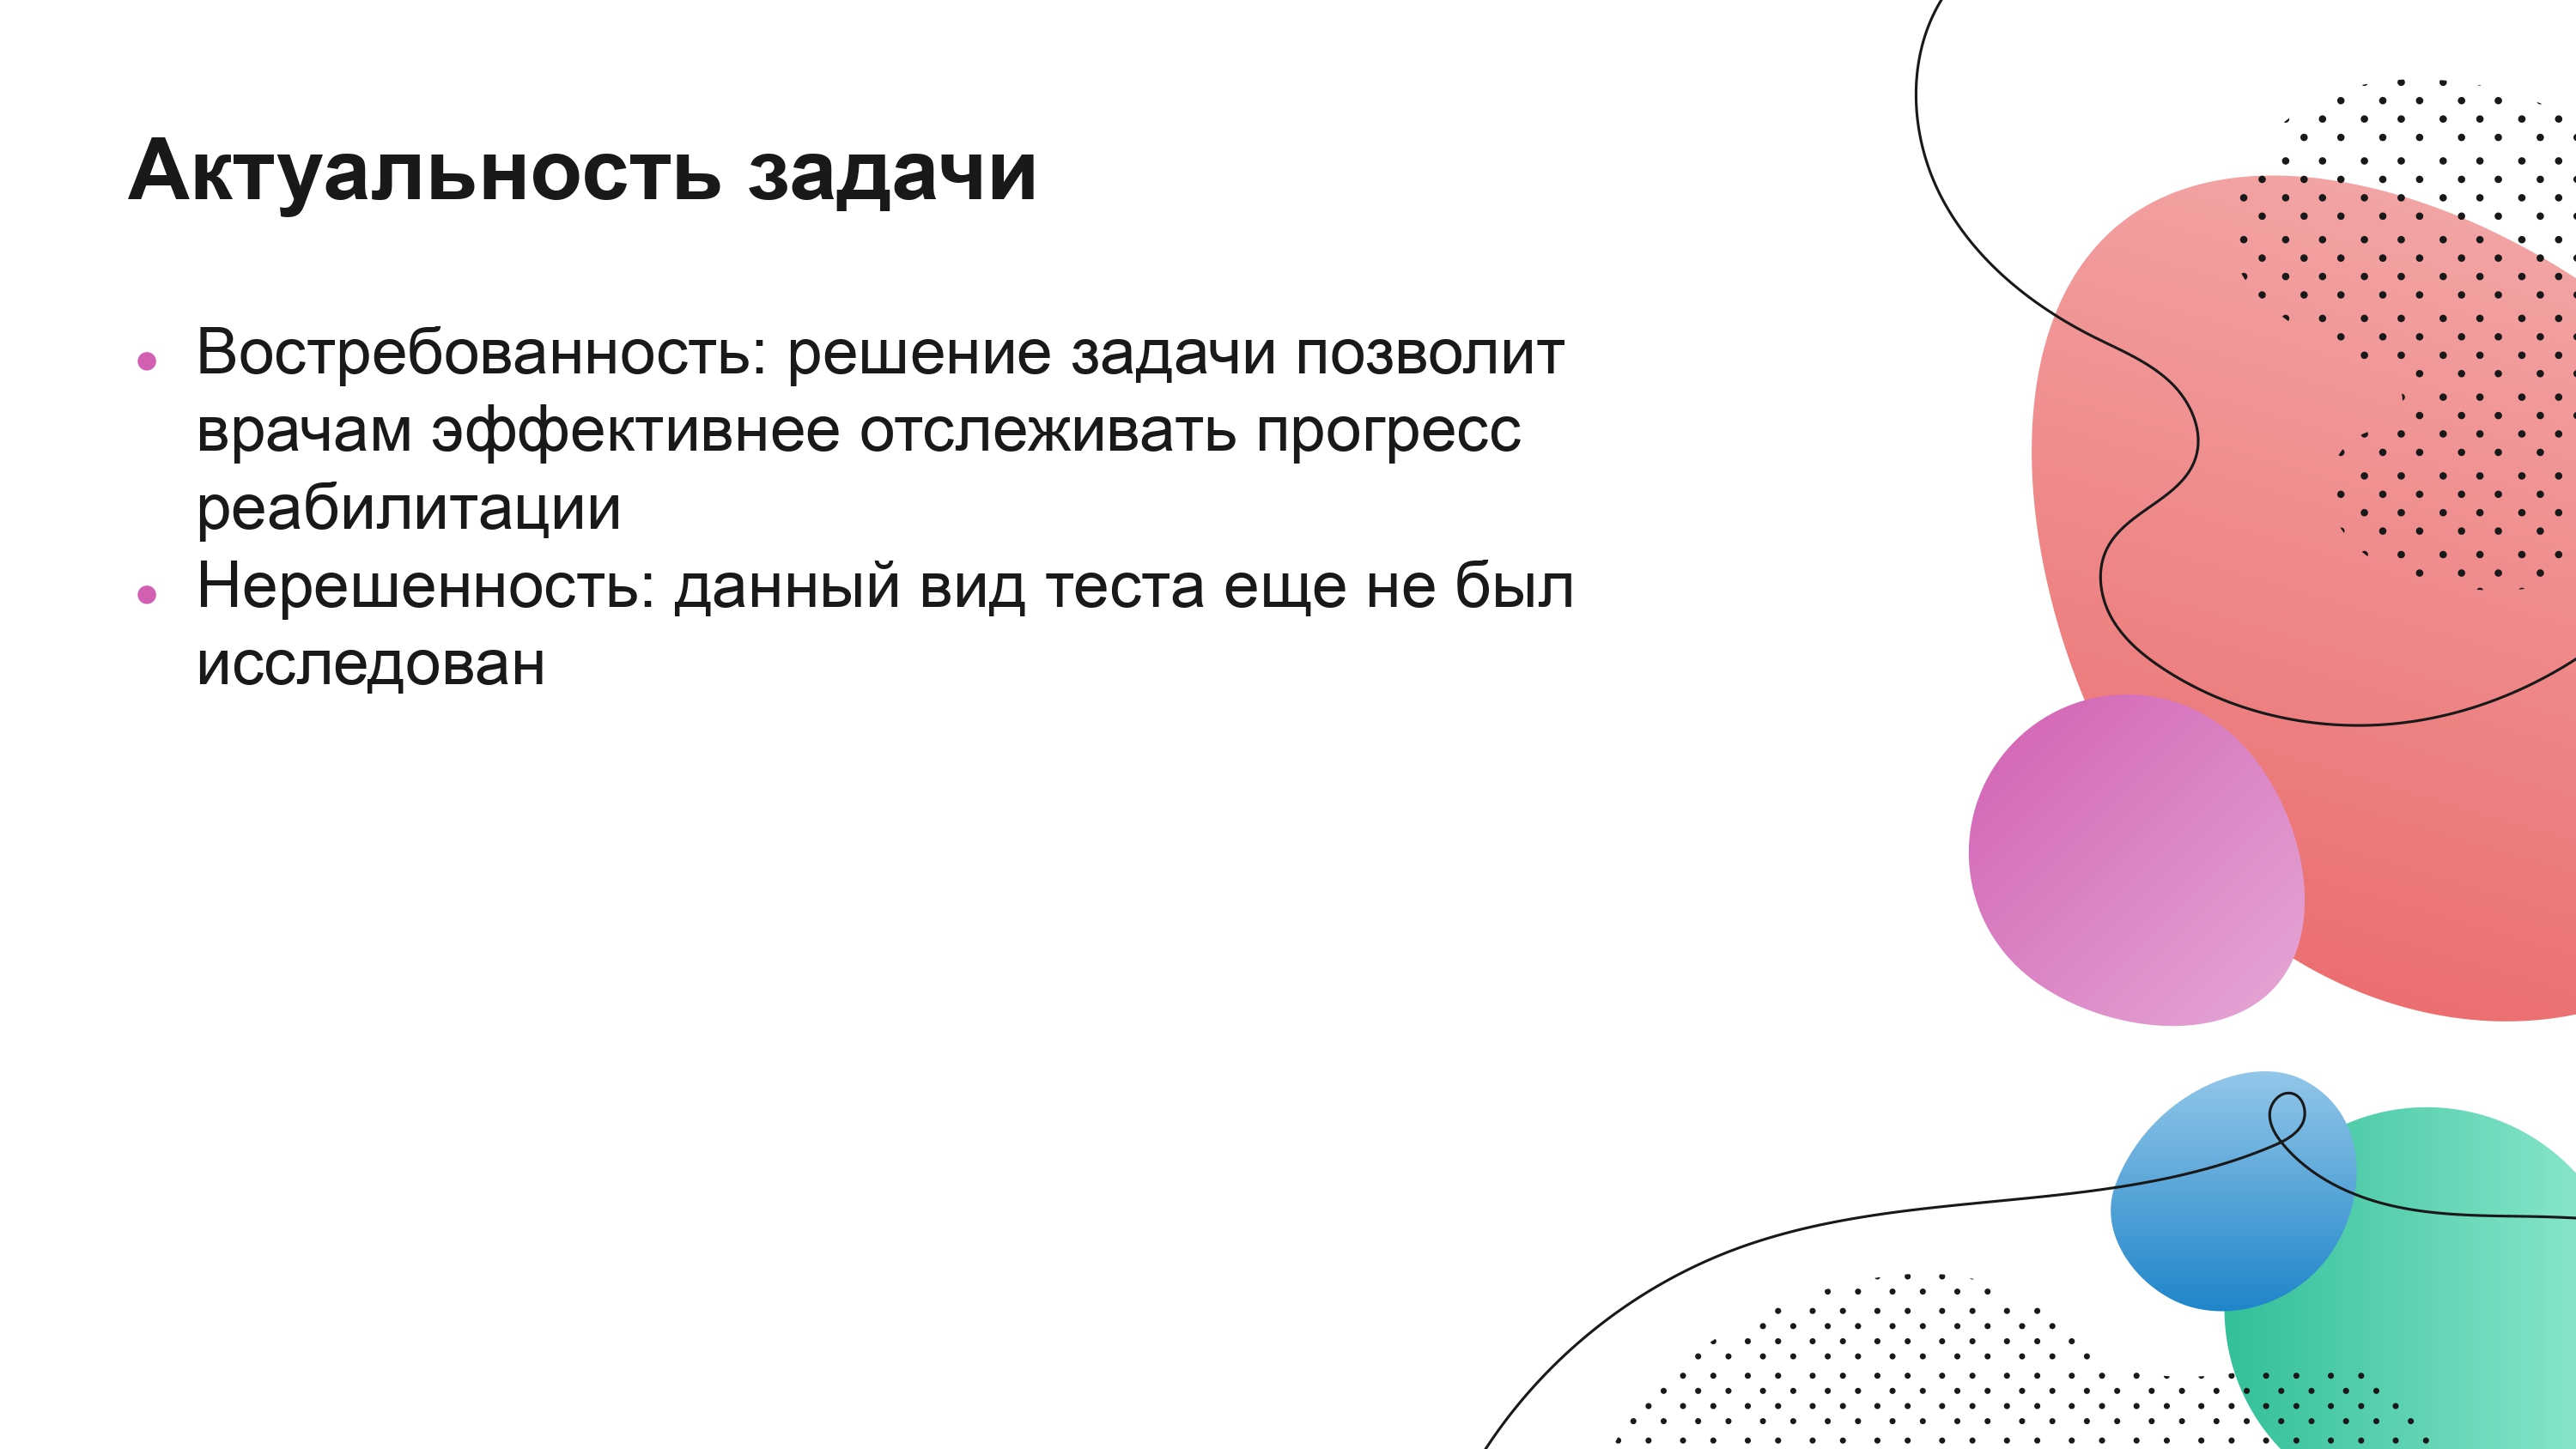 Актуальность задачи
Востребованность: решение задачи позволит
врачам эффективнее отслеживать прогресс
реабилитации
Нерешенность: данный вид теста еще не был
исследован